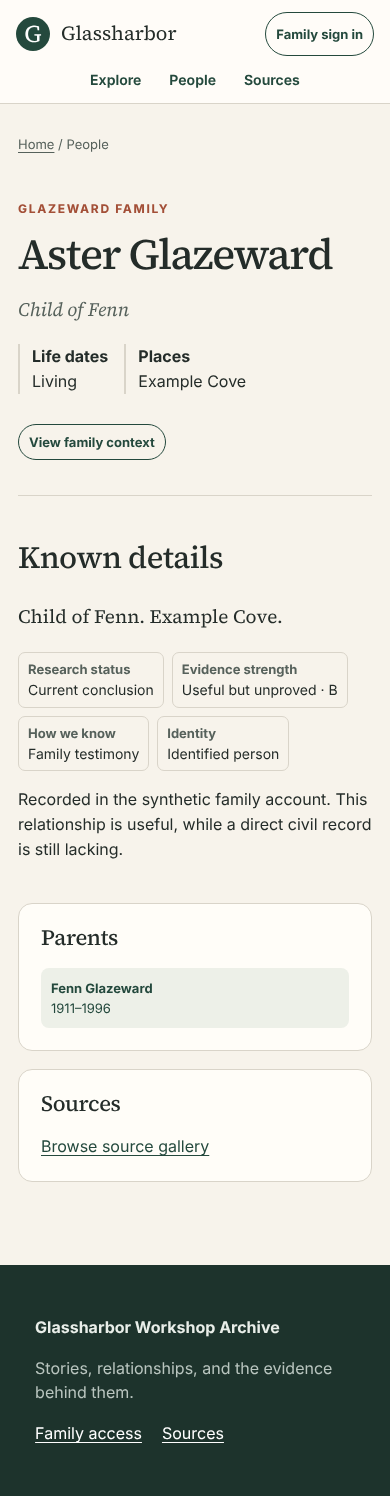 G Glassharbor
Family sign in
Explore People Sources
Home / People
GLAZEWARD FAMILY
Aster Glazeward
Child of Fenn
Life dates
Living
Places
Example Cove
View family context
Known details
Child of Fenn. Example Cove.
Research status
Current conclusion
Evidence strength
Useful but unproved · B
How we know
Family testimony
Identity
Identified person
Recorded in the synthetic family account. This
relationship is useful, while a direct civil record
is still lacking.
Parents
Fenn Glazeward
1911–1996
Sources
Browse source gallery
Glassharbor Workshop Archive
Stories, relationships, and the evidence
behind them.
Family access Sources